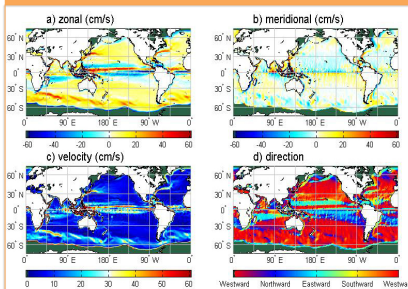 a) zonal (cm/s)
b) meridional (cm/s)
60° N
30° N
0°
30° S
60° S
60° N
30° N
0°
30° S
60° S
0° 90° E 180° E 90° W 0°
0° 90° E 180° E 90° W 0°
-60 -40 -20 0 20 40 60
-60 -40 -20 0 20 40 60
c) velocity (cm/s)
d) direction
60° N
30° N
0°
30° S
60° S
60° N
30° N
0°
30° S
60° S
0° 90° E 180° E 90° W 0°
0° 90° E 180° E 90° W 0°
0 10 20 30 40 50 60
Westward Northward Eastward Southward Westwa